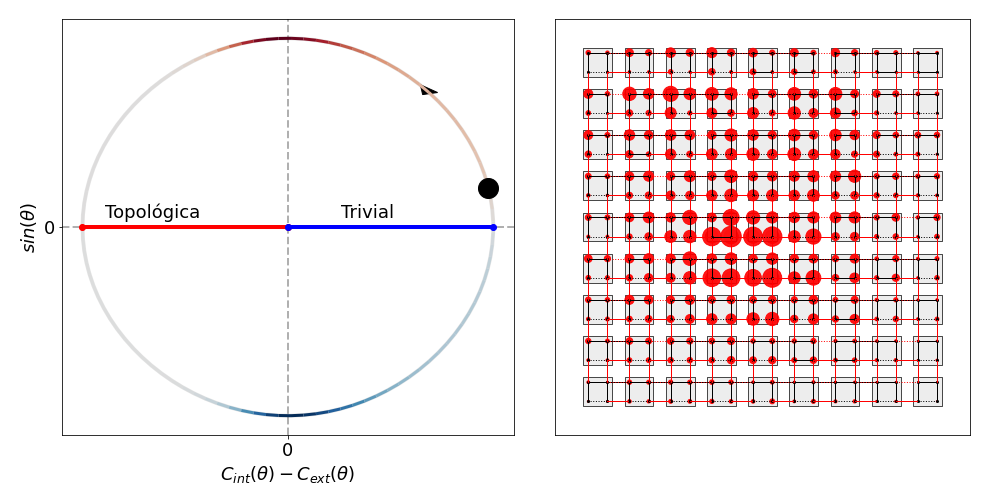 Topológica Trivial
0
sin(θ)
0
C_int(θ) − C_ext(θ)